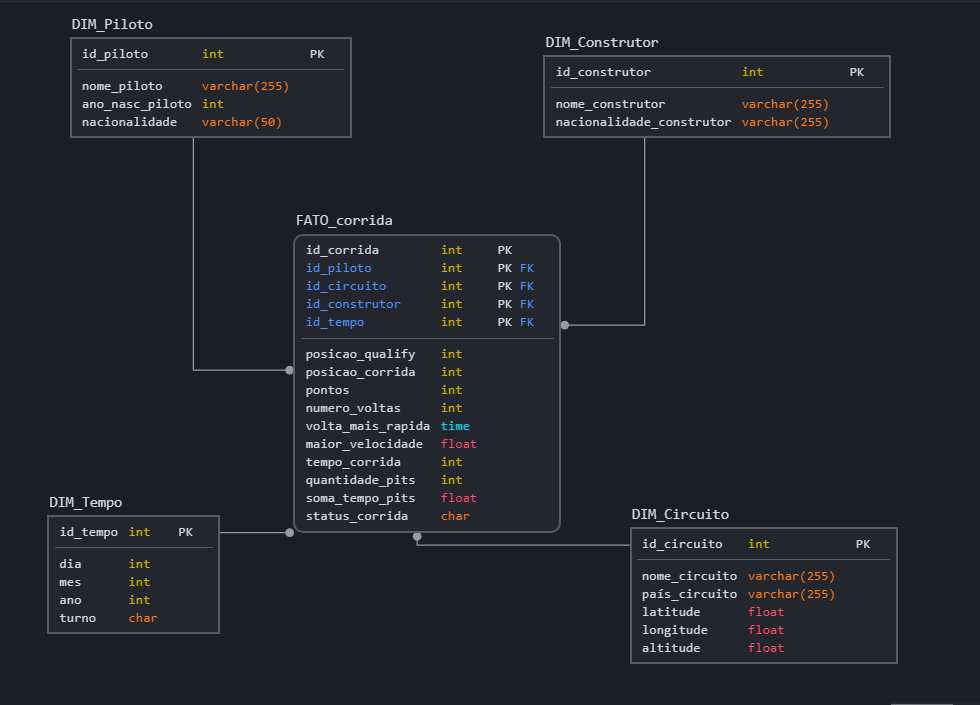 DIM_Piloto
id_piloto int PK
nome_piloto varchar(255)
ano_nasc_piloto int
nacionalidade varchar(50)
DIM_Construtor
id_construtor int PK
nome_construtor varchar(255)
nacionalidade_construtor varchar(255)
FATO_corrida
id_corrida int PK
id_piloto int PK FK
id_circuito int PK FK
id_construtor int PK FK
id_tempo int PK FK
posicao_qualify int
posicao_corrida int
pontos int
numero_voltas int
volta_mais_rapida time
maior_velocidade float
tempo_corrida int
quantidade_pits int
soma_tempo_pits float
status_corrida char
DIM_Tempo
id_tempo int PK
dia int
mes int
ano int
turno char
DIM_Circuito
id_circuito int PK
nome_circuito varchar(255)
país_circuito varchar(255)
latitude float
longitude float
altitude float